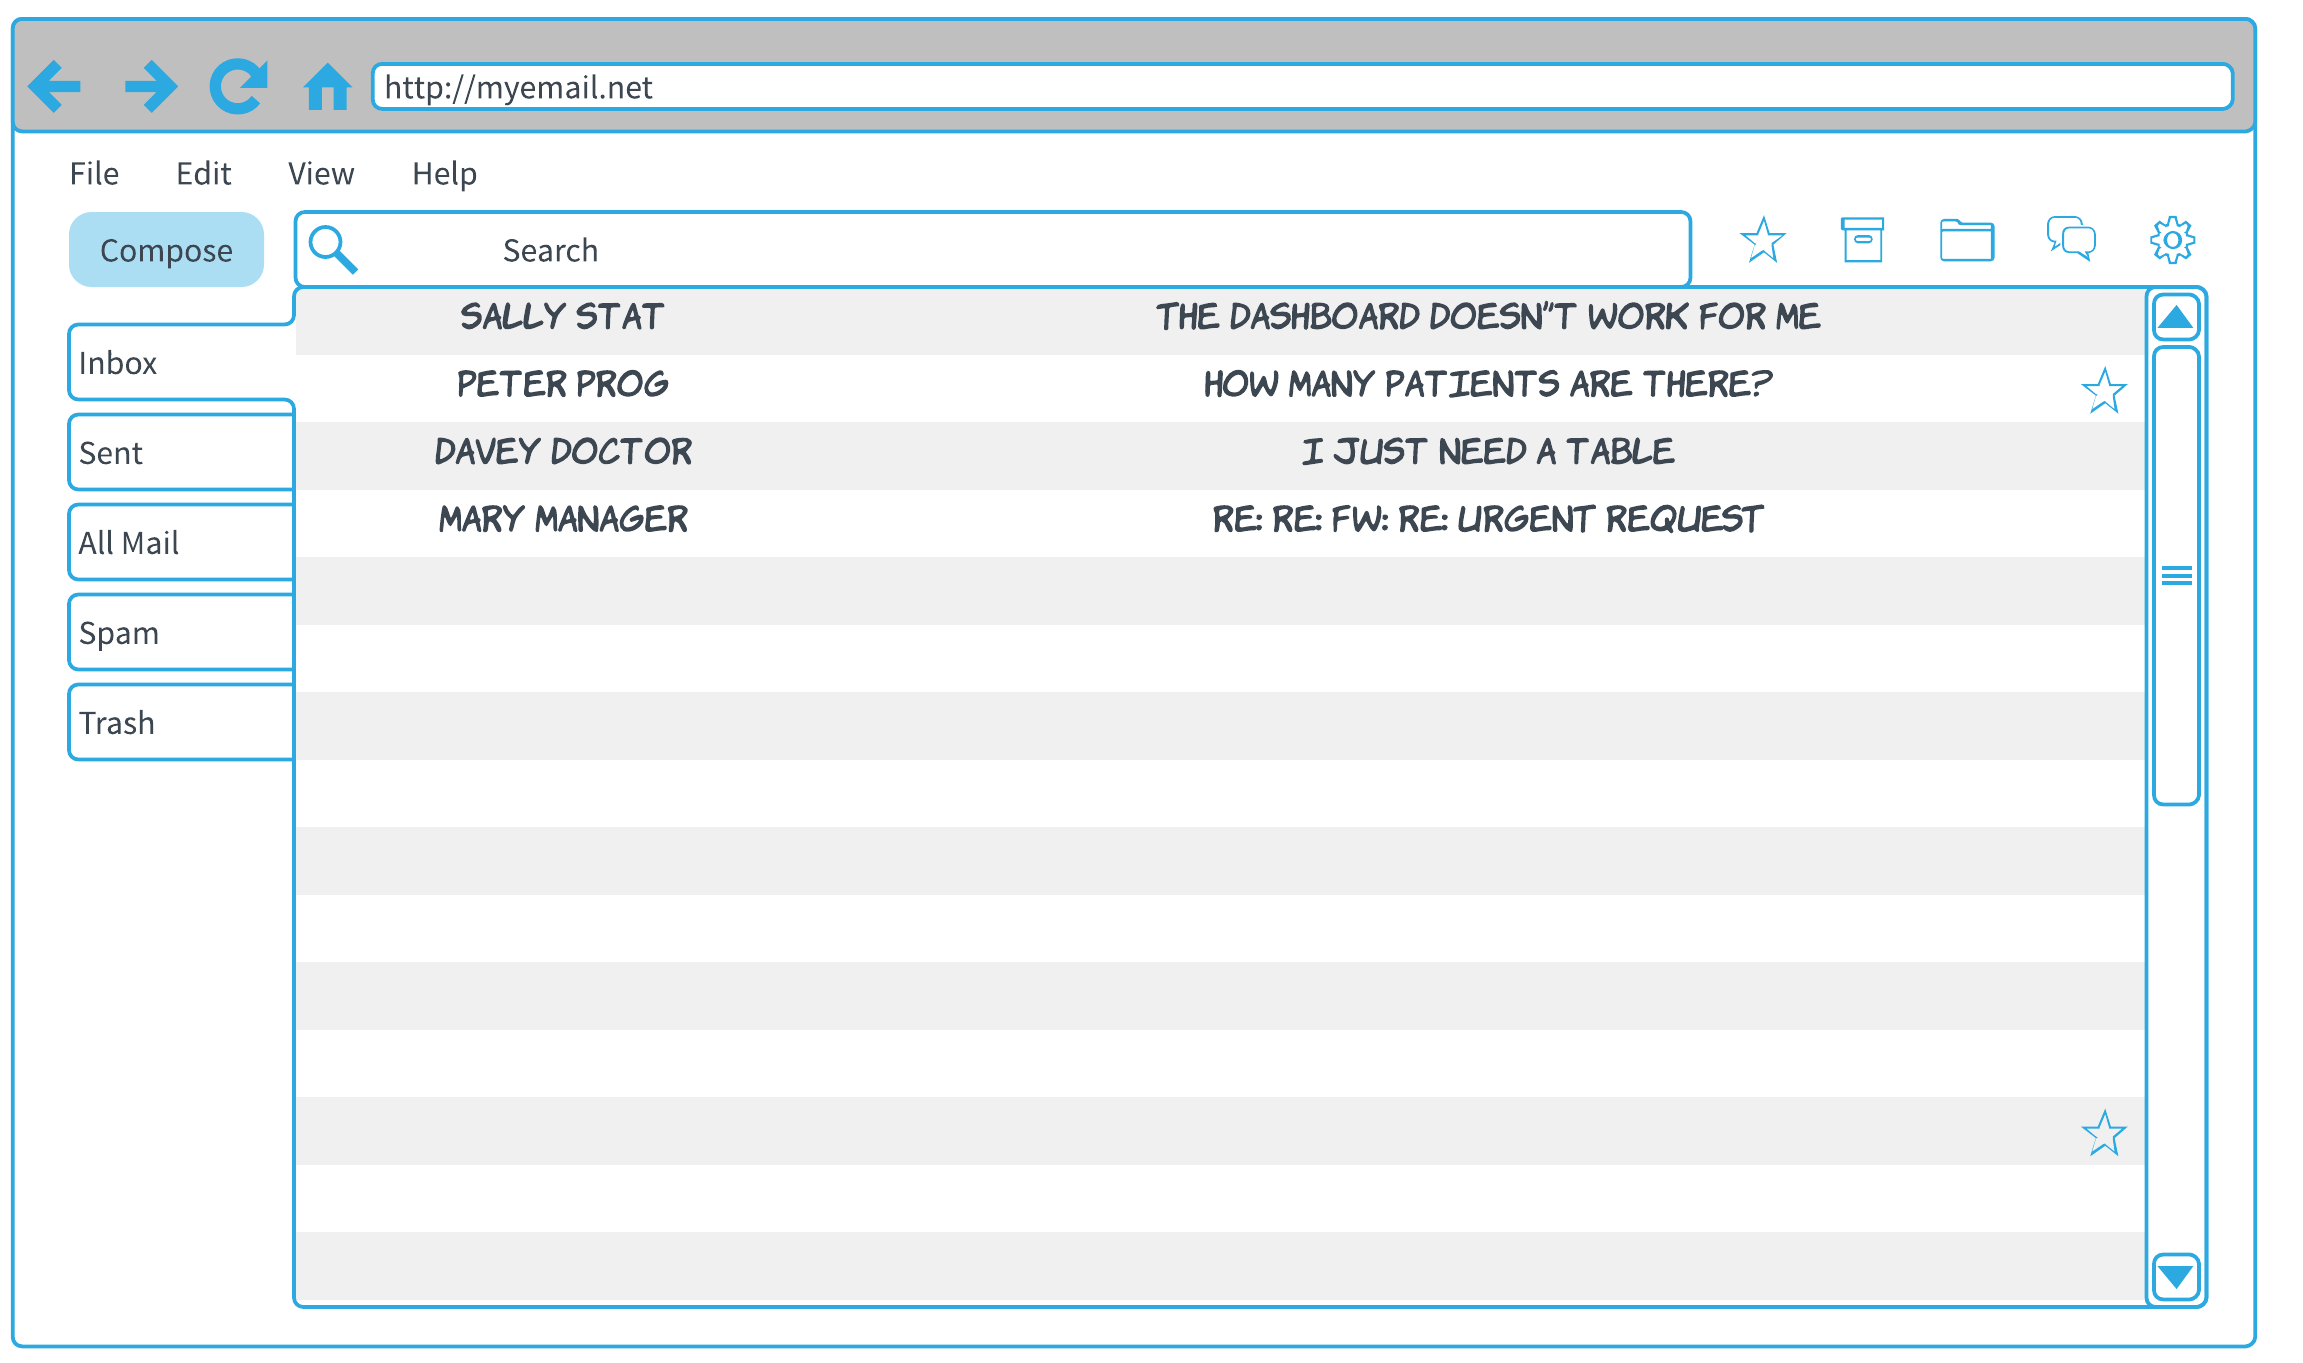 http://myemail.net
File Edit View Help
Compose Search
SALLY STAT THE DASHBOARD DOESN"T WORK FOR ME
Inbox
PETER PROG HOW MANY PATIENTS ARE THERE?
Sent
DAVEY DOCTOR I JUST NEED A TABLE
All Mail
MARY MANAGER RE: RE: FW: RE: URGENT REQUEST
Spam
Trash